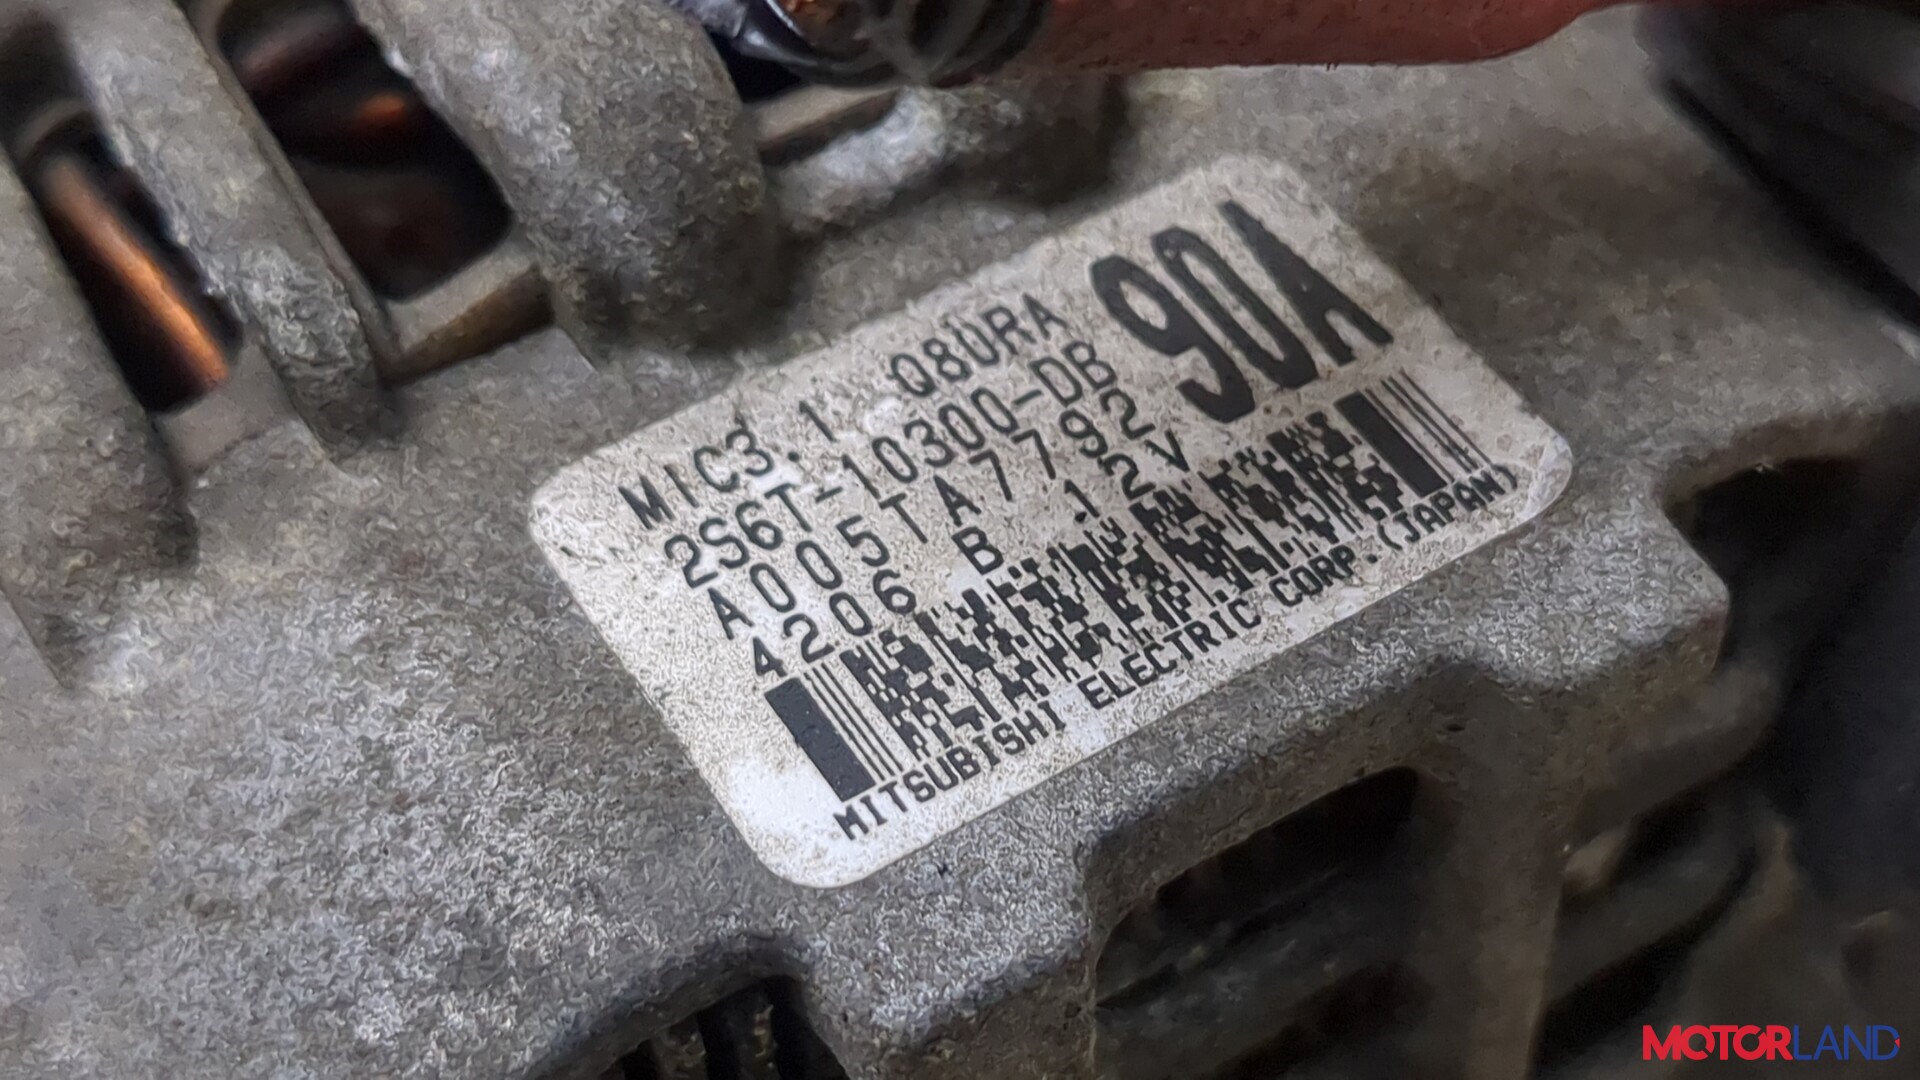 MIC3.1 Q8URA
90A
2S6T-10300-DB
A005TA7792
4206 B 12V
MITSUBISHI ELECTRIC CORP.(JAPAN)
MOTORLAND